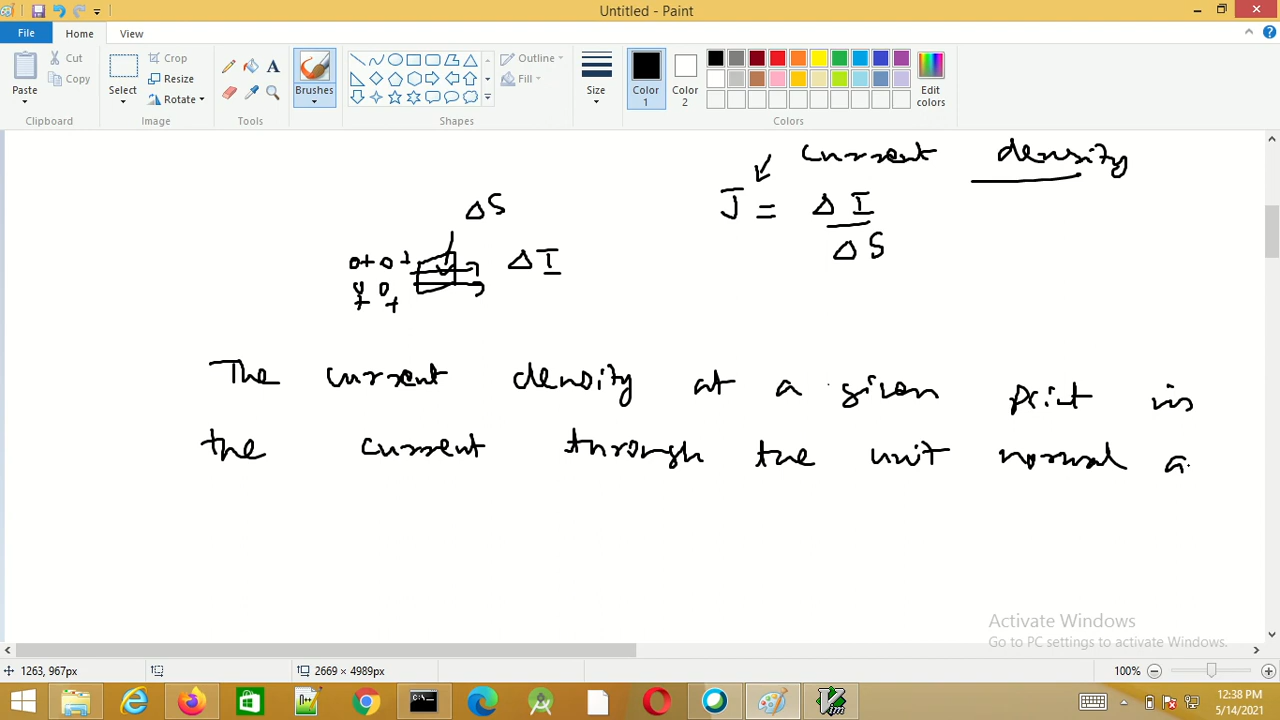 Untitled - Paint
File Home View
Paste
Cut
Copy
Clipboard
Select
Crop
Resize
Rotate
Image
A
Tools
Brushes
Outline
Fill
Shapes
Size
Color 1
Color 2
Edit colors
Colors
current density
J = ΔI
ΔS
ΔS
ΔI
The current density at a given point is
the current through the unit normal a
Activate Windows
Go to PC settings to activate Windows.
1263, 967px
2669 × 4989px
100%
12:38 PM
5/14/2021